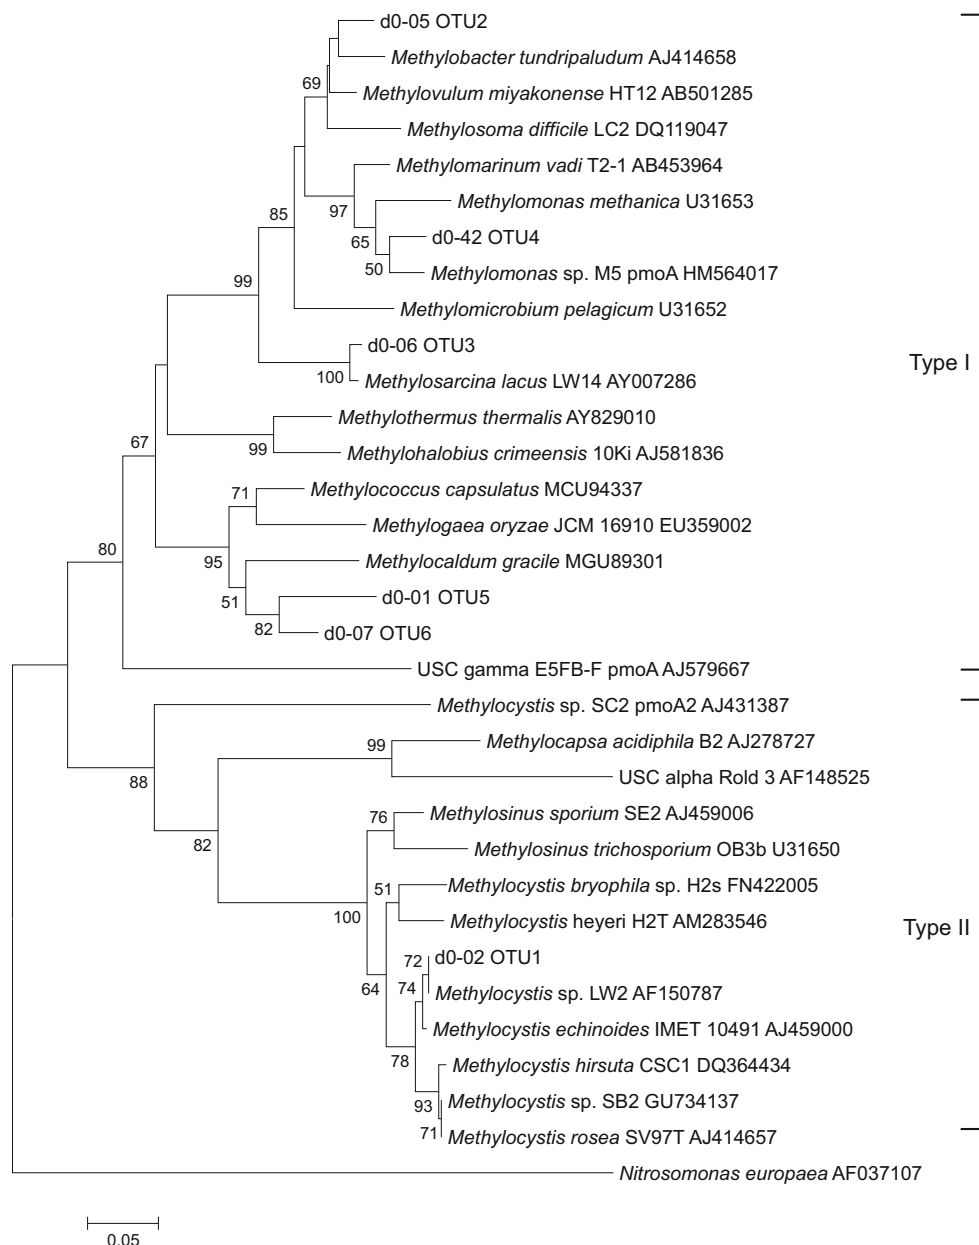 d0-05 OTU2
Methylobacter tundripaludum AJ414658
69
Methylovulum miyakonense HT12 AB501285
Methylosoma difficile LC2 DQ119047
Methylomarinum vadi T2-1 AB453964
97
Methylomonas methanica U31653
85
65
d0-42 OTU4
50
Methylomonas sp. M5 pmoA HM564017
99
Methylomicrobium pelagicum U31652
d0-06 OTU3
Type I
100
Methylosarcina lacus LW14 AY007286
Methylothermus thermalis AY829010
67
99
Methylohalobius crimeensis 10Ki AJ581836
71
Methylococcus capsulatus MCU94337
Methylogaea oryzae JCM 16910 EU359002
80
95
Methylocaldum gracile MGU89301
51
d0-01 OTU5
82
d0-07 OTU6
USC gamma E5FB-F pmoA AJ579667
Methylocystis sp. SC2 pmoA2 AJ431387
99
Methylocapsa acidiphila B2 AJ278727
88
USC alpha Rold 3 AF148525
76
Methylosinus sporium SE2 AJ459006
82
Methylosinus trichosporium OB3b U31650
51
Methylocystis bryophila sp. H2s FN422005
100
Methylocystis heyeri H2T AM283546
Type II
72
d0-02 OTU1
64
74
Methylocystis sp. LW2 AF150787
Methylocystis echinoides IMET 10491 AJ459000
78
Methylocystis hirsuta CSC1 DQ364434
93
Methylocystis sp. SB2 GU734137
71
Methylocystis rosea SV97T AJ414657
Nitrosomonas europaea AF037107
0.05